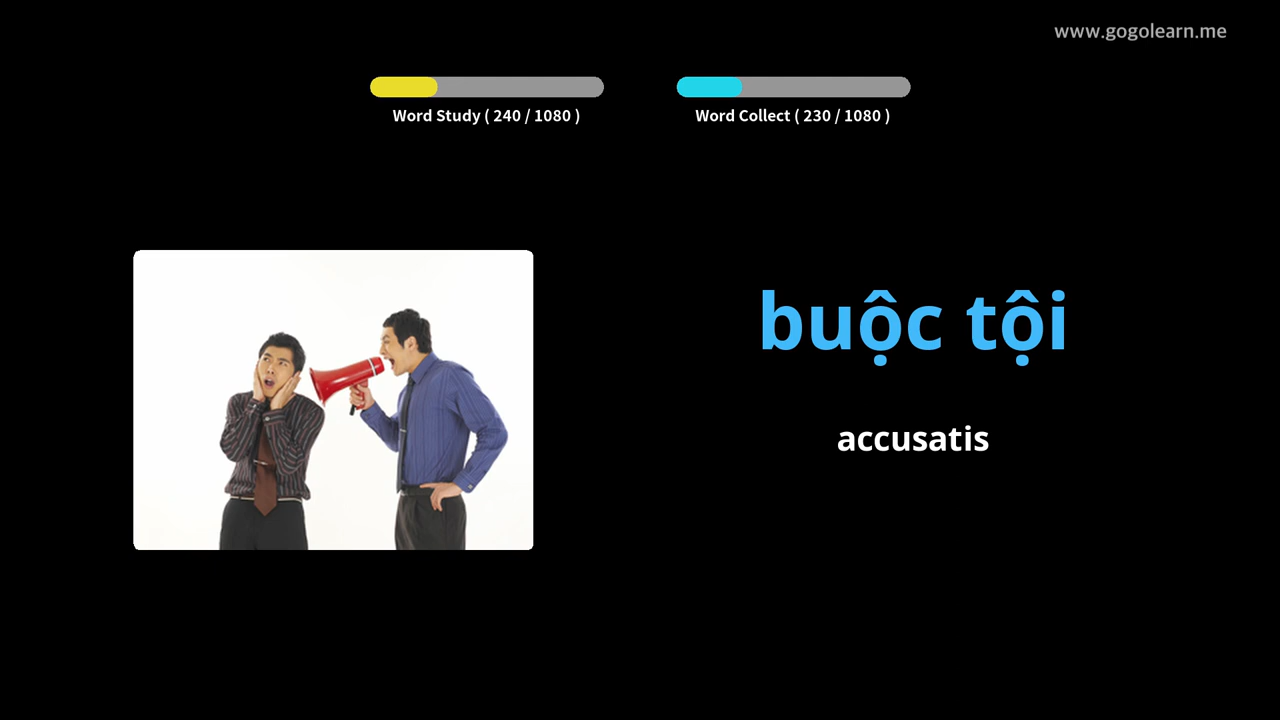 www.gogolearn.me
Word Study ( 240 / 1080 )
Word Collect ( 230 / 1080 )
buộc tội
accusatis